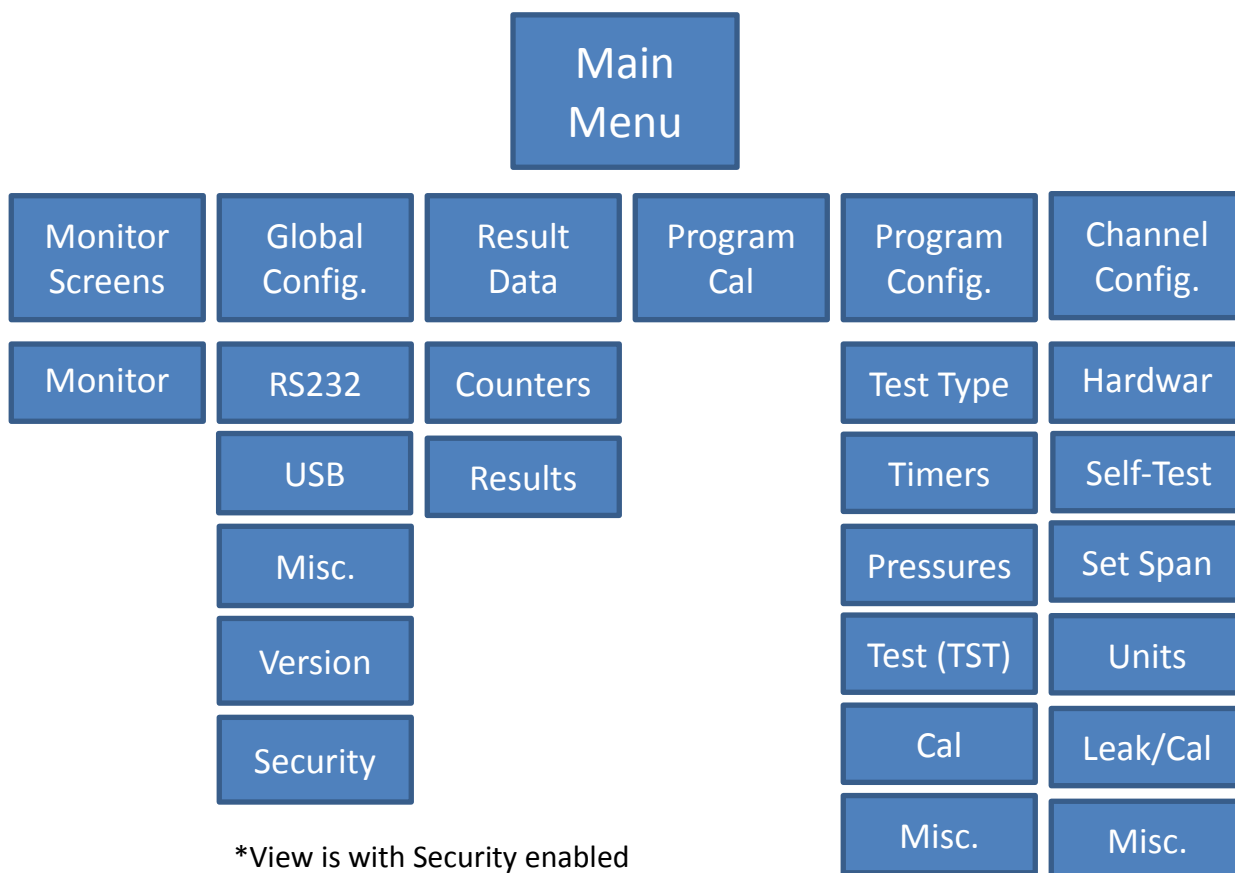 Main
Menu
Monitor
Screens
Global
Config.
Result
Data
Program
Cal
Program
Config.
Channel
Config.
Monitor
RS232
Counters
Test Type
Hardwar
USB
Results
Timers
Self-Test
Misc.
Pressures
Set Span
Version
Test (TST)
Units
Security
Cal
Leak/Cal
Misc.
Misc.
*View is with Security enabled